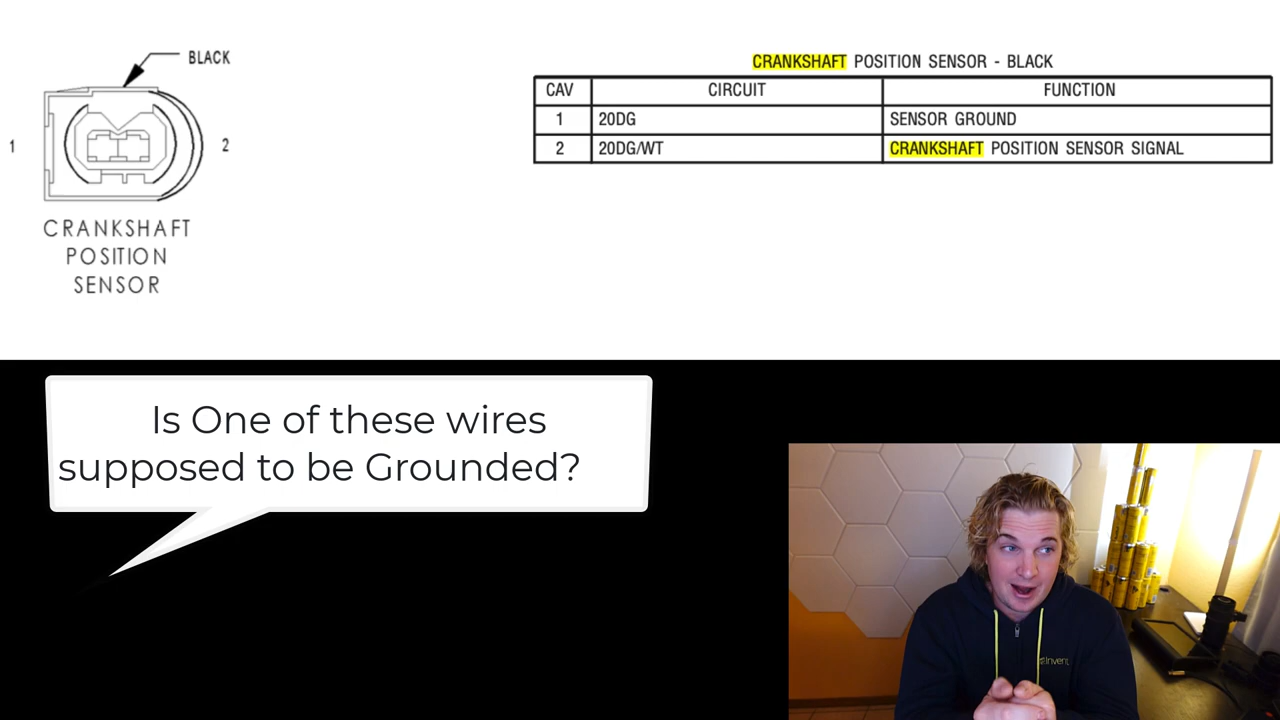 BLACK
1
2
CRANKSHAFT
POSITION
SENSOR
CRANKSHAFT POSITION SENSOR - BLACK
CAV CIRCUIT FUNCTION
1 20DG SENSOR GROUND
2 20DG/WT CRANKSHAFT POSITION SENSOR SIGNAL
Is One of these wires
supposed to be Grounded?